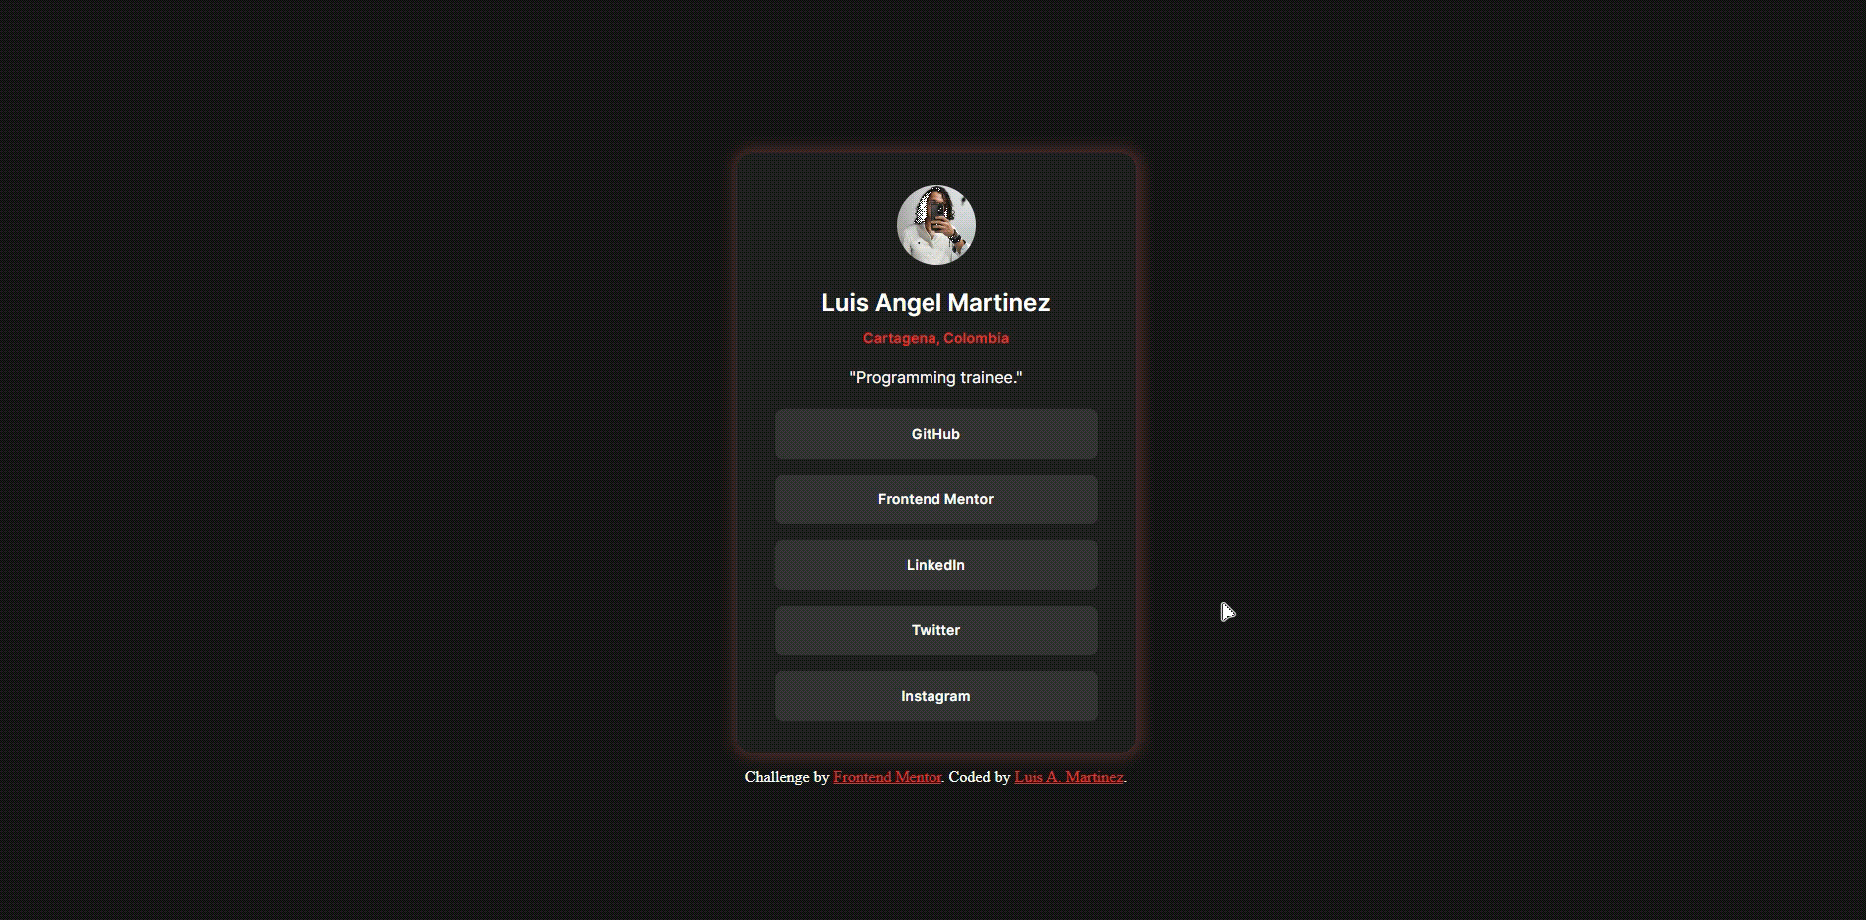 Luis Angel Martinez
Cartagena, Colombia
"Programming trainee."
GitHub
Frontend Mentor
LinkedIn
Twitter
Instagram
Challenge by Frontend Mentor. Coded by Luis A. Martinez.